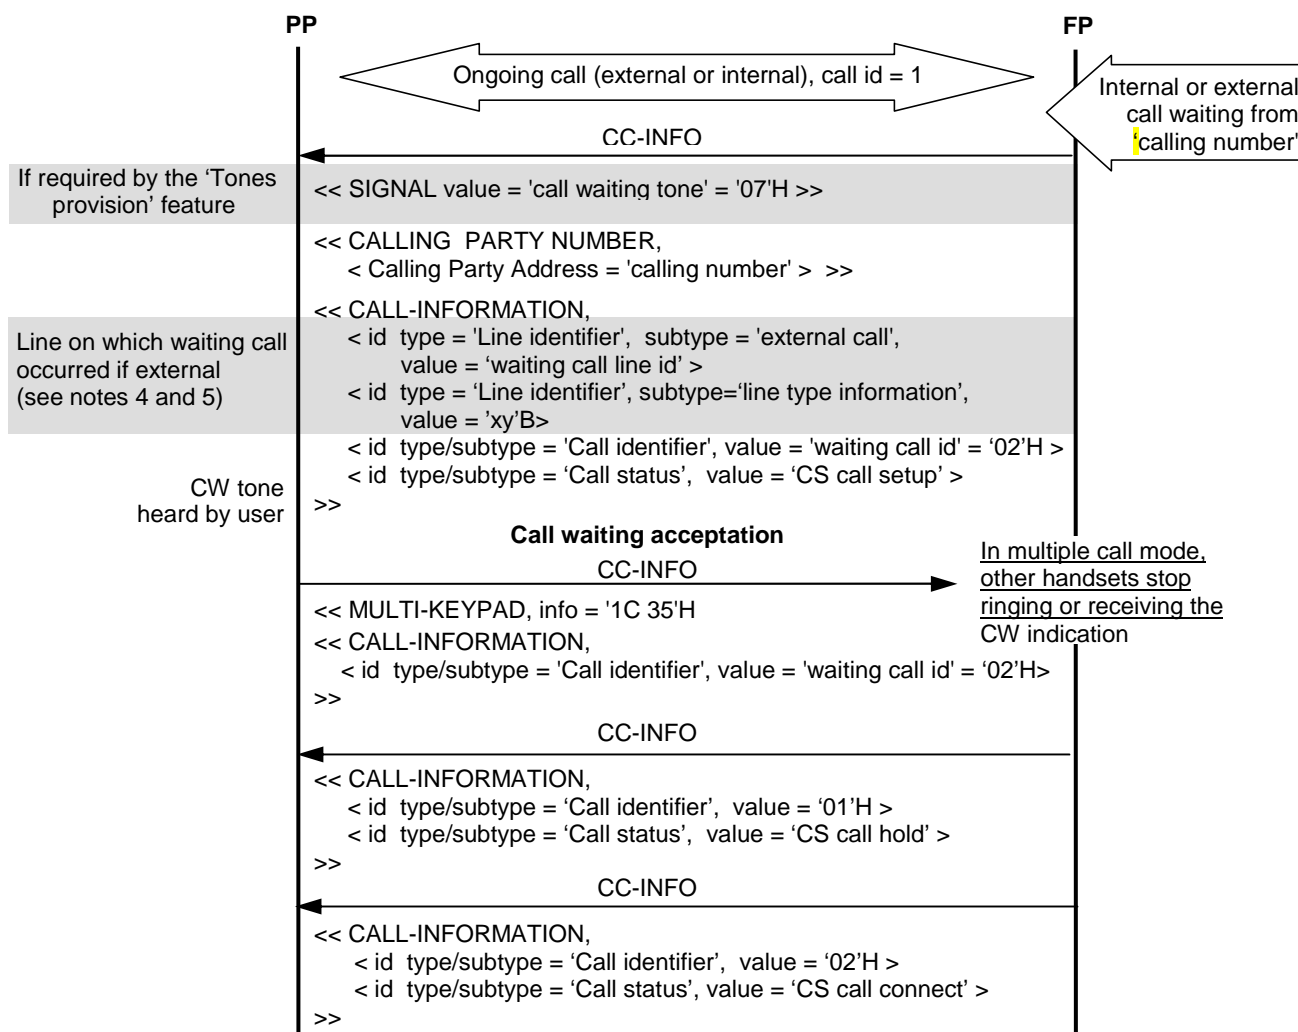 PP
FP
Ongoing call (external or internal), call id = 1
Internal or external
call waiting from
‘calling number'
CC-INFO
If required by the ‘Tones
provision’ feature
<< SIGNAL value = 'call waiting tone' = '07'H >>
<< CALLING PARTY NUMBER,
< Calling Party Address = 'calling number' > >>
<< CALL-INFORMATION,
Line on which waiting call
occurred if external
(see notes 4 and 5)
< id type = 'Line identifier', subtype = 'external call',
value = ‘waiting call line id’ >
< id type = ‘Line identifier’, subtype=‘line type information’,
value = ’xy’B>
< id type/subtype = 'Call identifier', value = 'waiting call id' = ‘02’H >
< id type/subtype = ‘Call status’, value = ‘CS call setup’ >
>>
CW tone
heard by user
Call waiting acceptation
CC-INFO
In multiple call mode,
other handsets stop
ringing or receiving the
CW indication
<< MULTI-KEYPAD, info = '1C 35'H
<< CALL-INFORMATION,
< id type/subtype = 'Call identifier', value = 'waiting call id' = ‘02’H>
>>
CC-INFO
<< CALL-INFORMATION,
< id type/subtype = ‘Call identifier’, value = ‘01’H >
< id type/subtype = ‘Call status’, value = ‘CS call hold’ >
>>
CC-INFO
<< CALL-INFORMATION,
< id type/subtype = ‘Call identifier’, value = ‘02’H >
< id type/subtype = ‘Call status’, value = ‘CS call connect’ >
>>